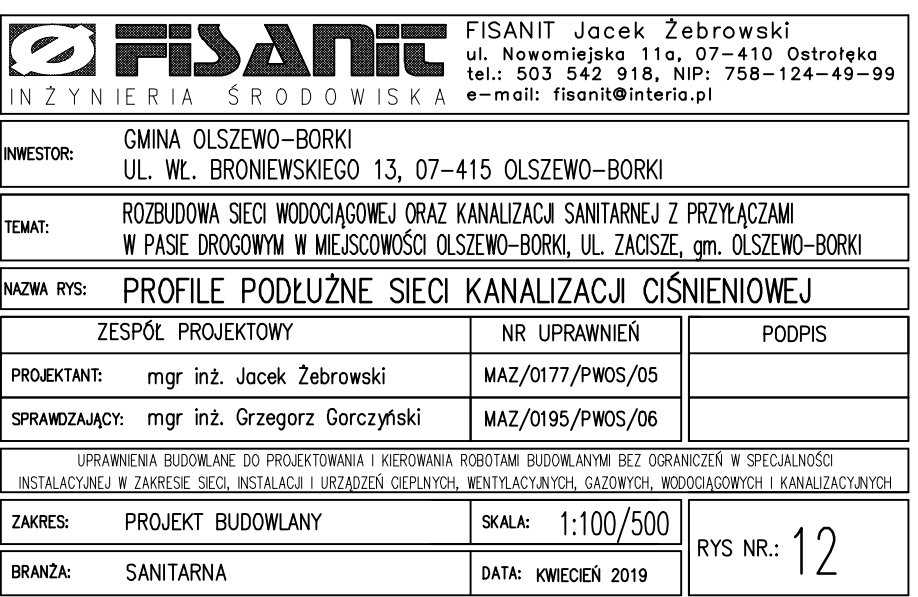 FISANIT
INŻYNIERIA ŚRODOWISKA
FISANIT Jacek Żebrowski
ul. Nowomiejska 11a, 07-410 Ostrołęka
tel.: 503 542 918, NIP: 758-124-49-99
e-mail: fisanit@interia.pl
INWESTOR:
GMINA OLSZEWO-BORKI
UL. WŁ. BRONIEWSKIEGO 13, 07-415 OLSZEWO-BORKI
TEMAT:
ROZBUDOWA SIECI WODOCIĄGOWEJ ORAZ KANALIZACJI SANITARNEJ Z PRZYŁĄCZAMI
W PASIE DROGOWYM W MIEJSCOWOŚCI OLSZEWO-BORKI, UL. ZACISZE, gm. OLSZEWO-BORKI
NAZWA RYS: PROFILE PODŁUŻNE SIECI KANALIZACJI CIŚNIENIOWEJ
ZESPÓŁ PROJEKTOWY NR UPRAWNIEŃ PODPIS
PROJEKTANT: mgr inż. Jacek Żebrowski MAZ/0177/PWOS/05
SPRAWDZAJĄCY: mgr inż. Grzegorz Gorczyński MAZ/0195/PWOS/06
UPRAWNIENIA BUDOWLANE DO PROJEKTOWANIA I KIEROWANIA ROBOTAMI BUDOWLANYMI BEZ OGRANICZEŃ W SPECJALNOŚCI
INSTALACYJNEJ W ZAKRESIE SIECI, INSTALACJI I URZĄDZEŃ CIEPLNYCH, WENTYLACYJNYCH, GAZOWYCH, WODOCIĄGOWYCH I KANALIZACYJNYCH
ZAKRES: PROJEKT BUDOWLANY SKALA: 1:100/500
RYS NR.: 12
BRANŻA: SANITARNA DATA: KWIECIEŃ 2019